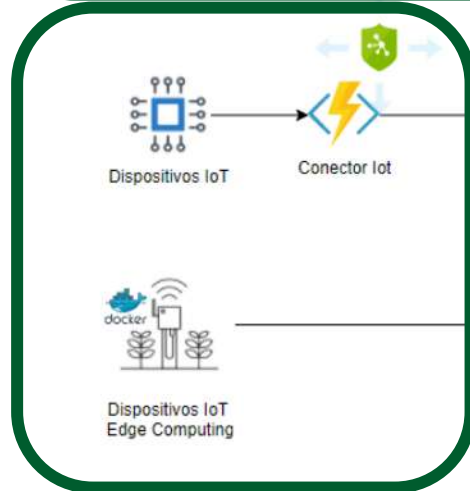 Dispositivos IoT
Conector Iot
docker
Dispositivos IoT
Edge Computing